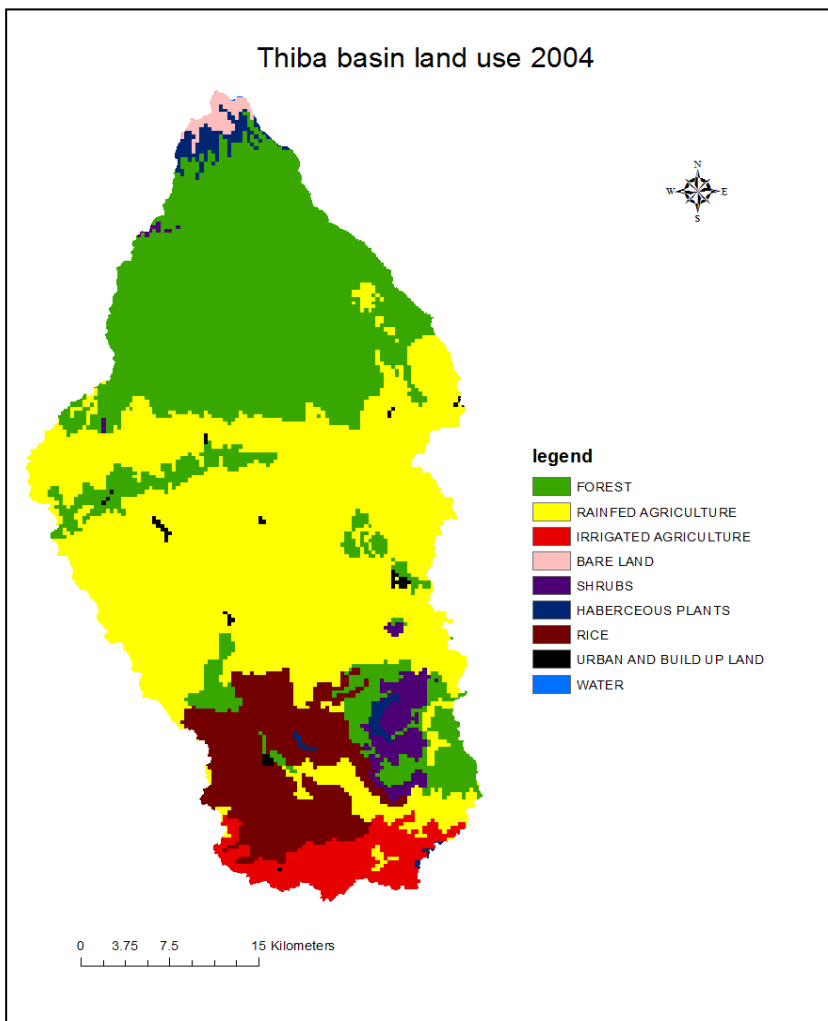 Thiba basin land use 2004
N
W E
S
legend
FOREST
RAINFED AGRICULTURE
IRRIGATED AGRICULTURE
BARE LAND
SHRUBS
HABERCEOUS PLANTS
RICE
URBAN AND BUILD UP LAND
WATER
0 3.75 7.5 15 Kilometers